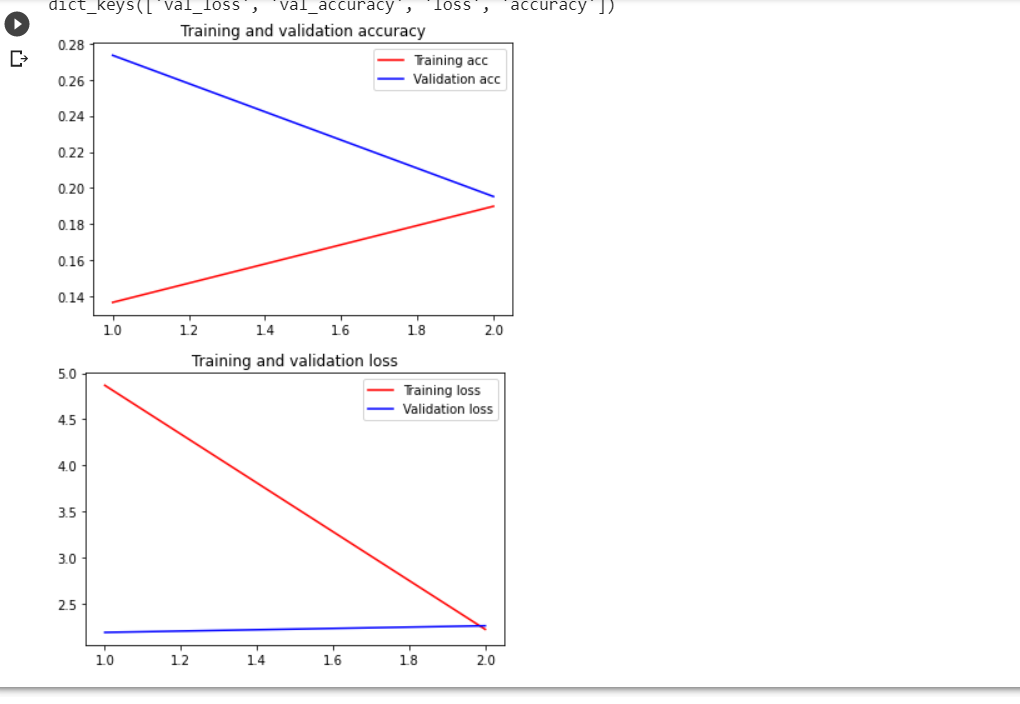 dict_keys(['val_loss', 'val_accuracy', 'loss', 'accuracy'])
Training and validation accuracy
0.28
0.26
0.24
0.22
0.20
0.18
0.16
0.14
Training acc
Validation acc
1.0 1.2 1.4 1.6 1.8 2.0
Training and validation loss
5.0
4.5
4.0
3.5
3.0
2.5
Training loss
Validation loss
1.0 1.2 1.4 1.6 1.8 2.0